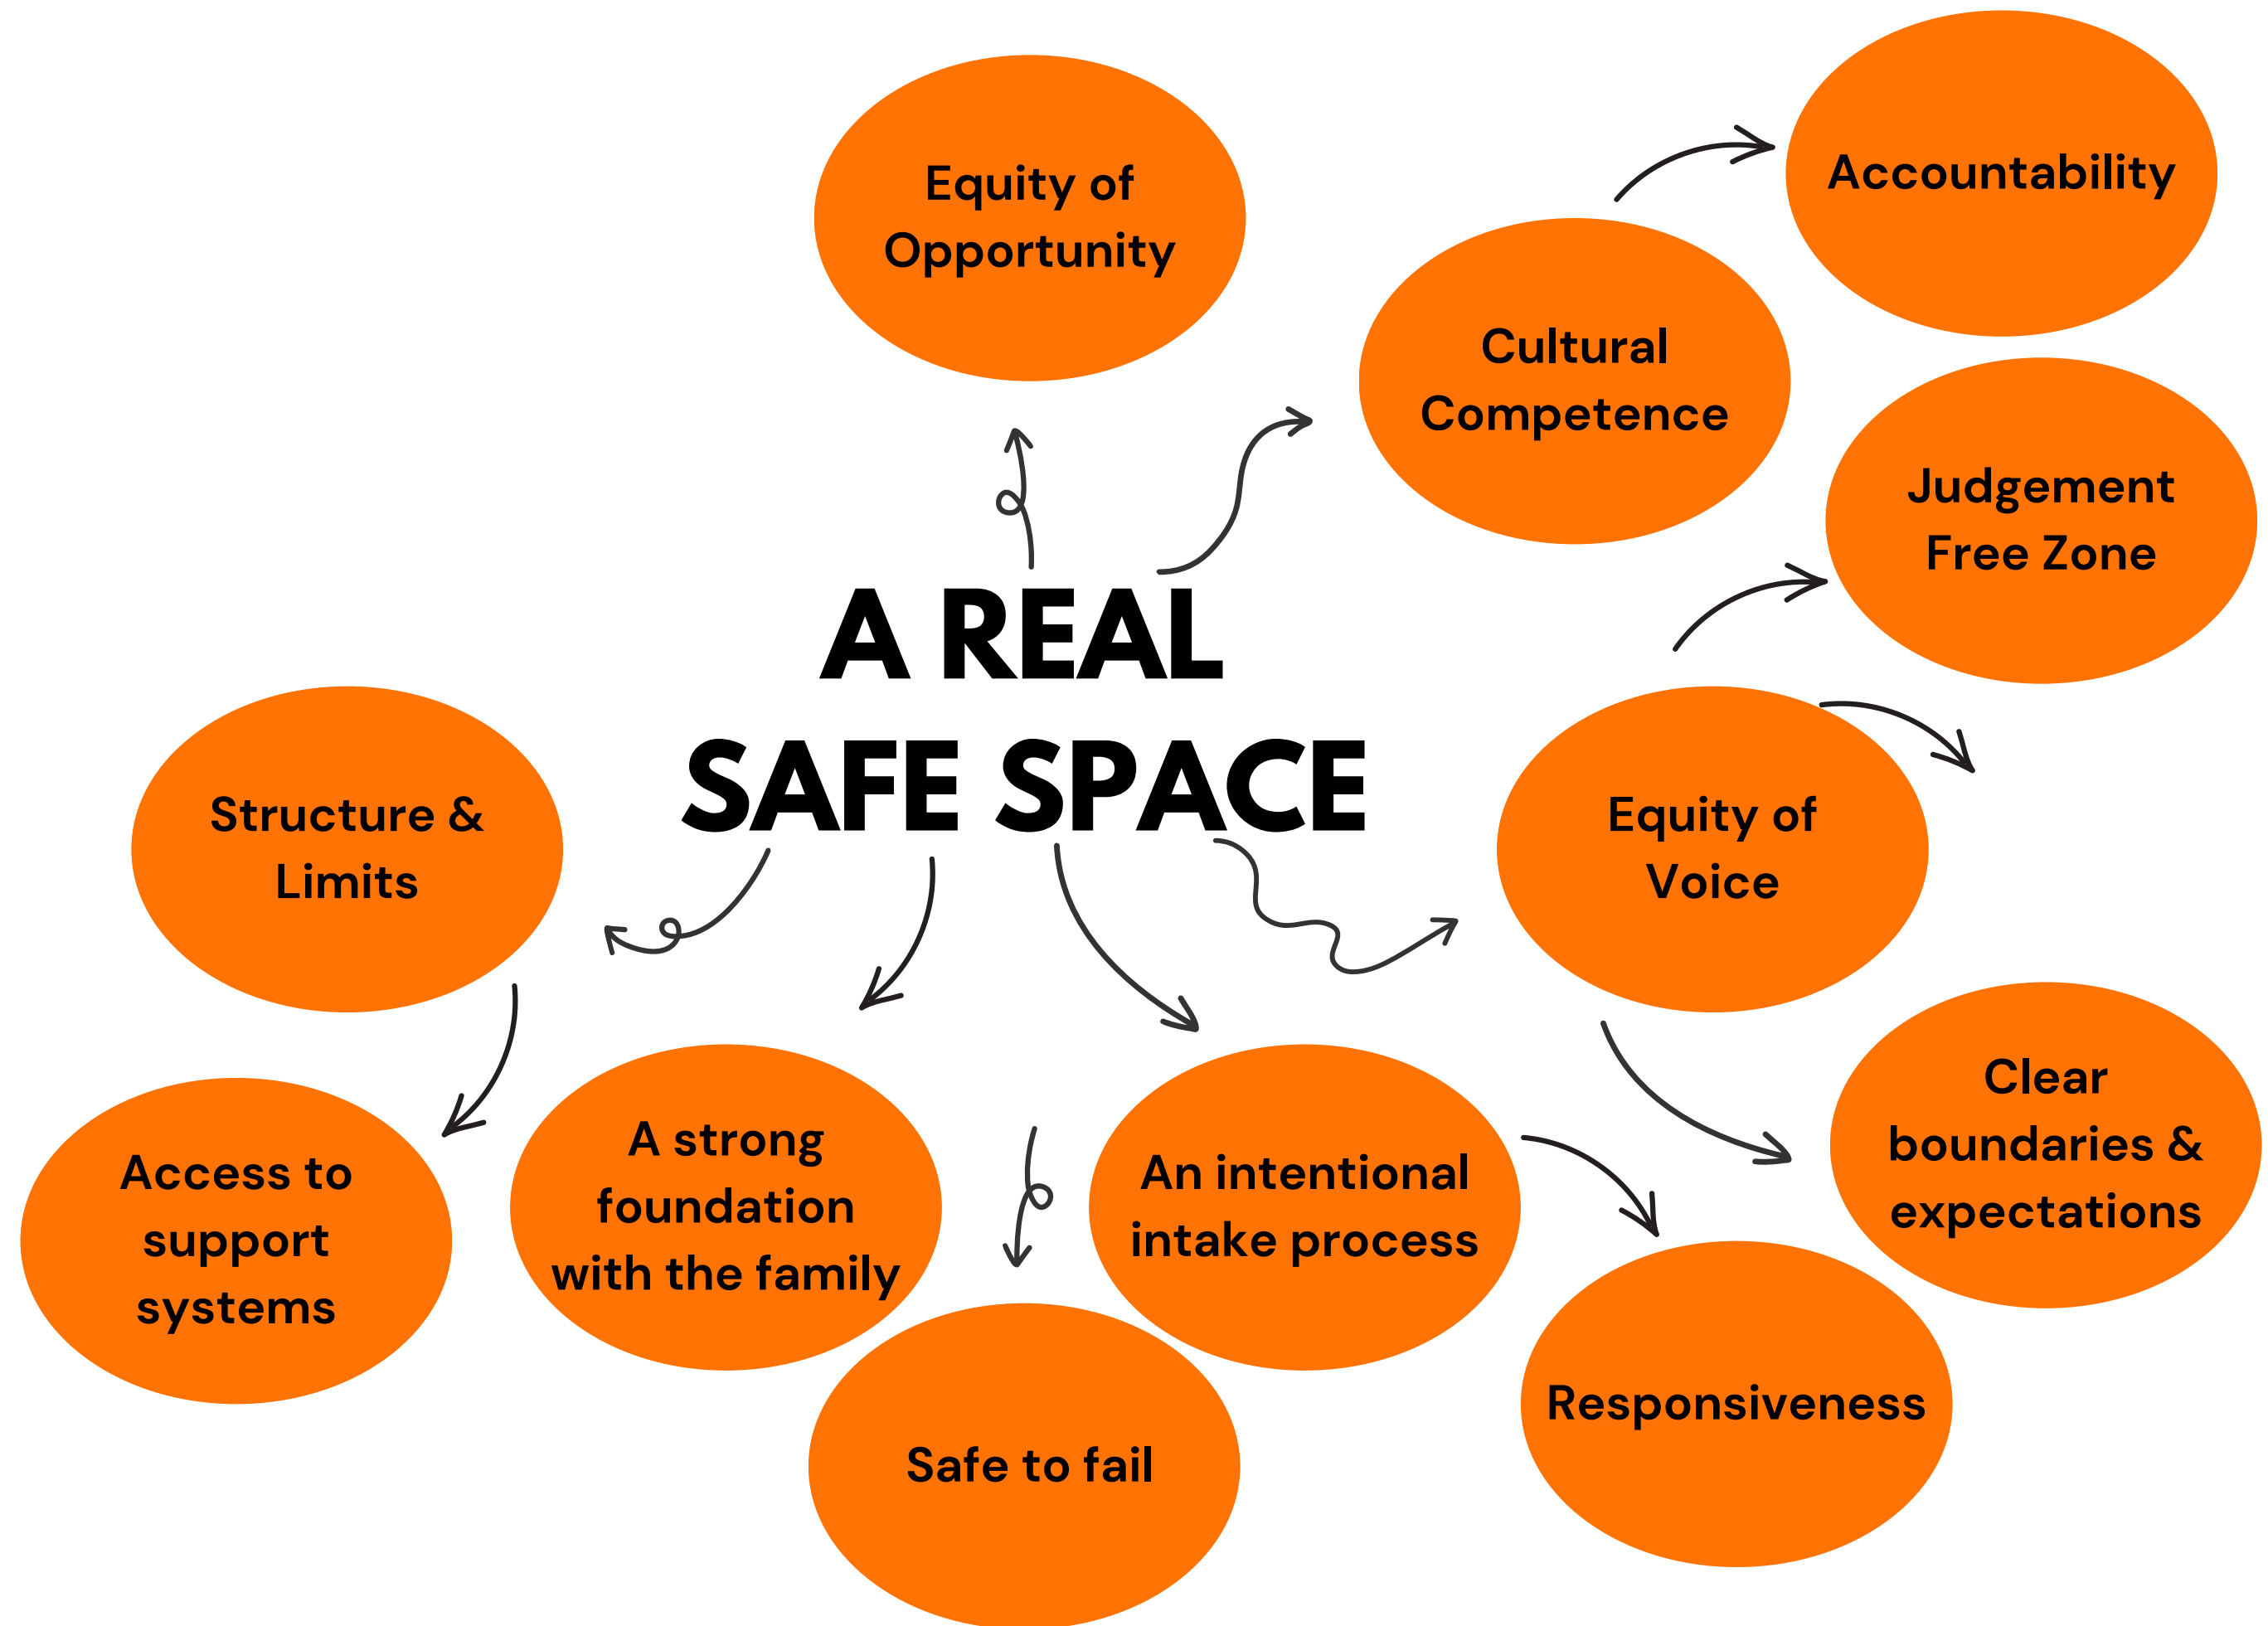 Equity of
Opportunity
Accountability
Cultural
Competence
Judgement
Free Zone
A REAL
SAFE SPACE
Structure &
Limits
Equity of
Voice
Access to
support
systems
A strong
foundation
with the family
An intentional
intake process
Clear
boundaries &
expectations
Safe to fail
Responsiveness